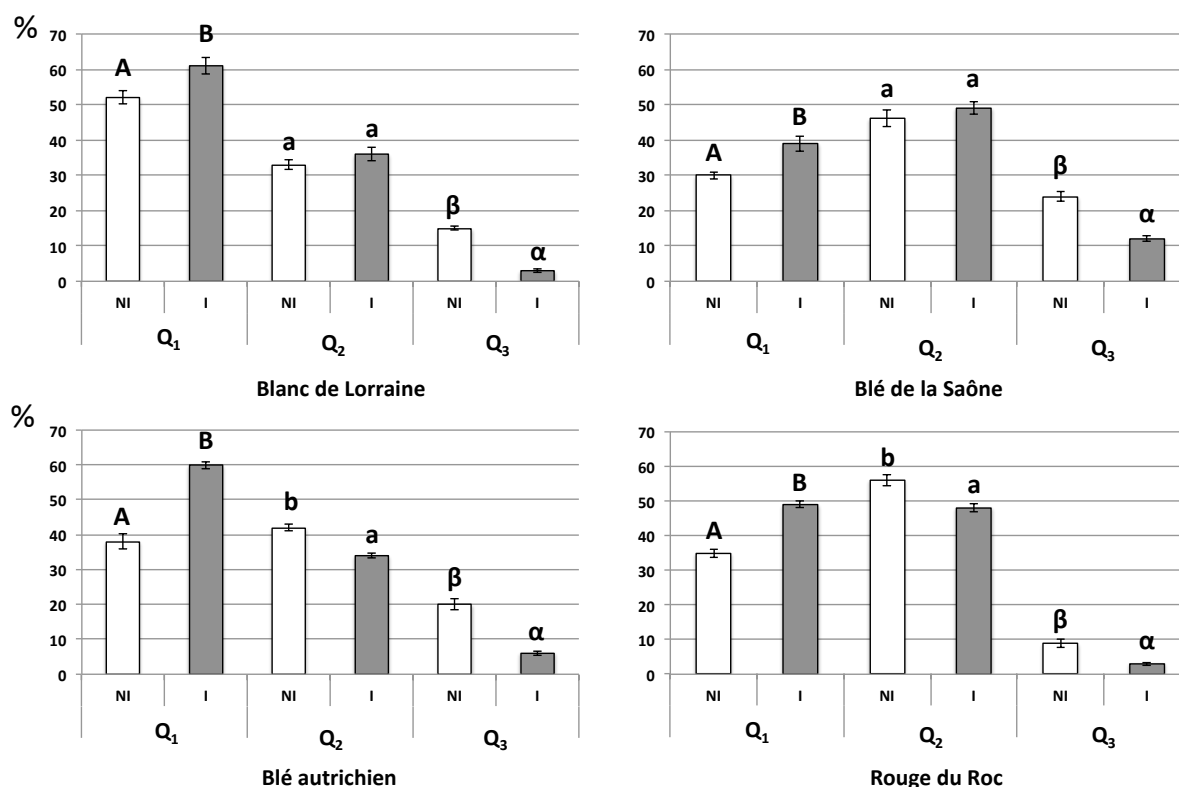 %
70
60
50
40
30
20
10
0
A
B
a
a
β
α
NI I NI I NI I
Q1 Q2 Q3
Blanc de Lorraine
70
60
50
40
30
20
10
0
A
B
a
a
β
α
NI I NI I NI I
Q1 Q2 Q3
Blé de la Saône
%
70
60
50
40
30
20
10
0
A
B
b
a
β
α
NI I NI I NI I
Q1 Q2 Q3
Blé autrichien
70
60
50
40
30
20
10
0
A
B
b
a
β
α
NI I NI I NI I
Q1 Q2 Q3
Rouge du Roc